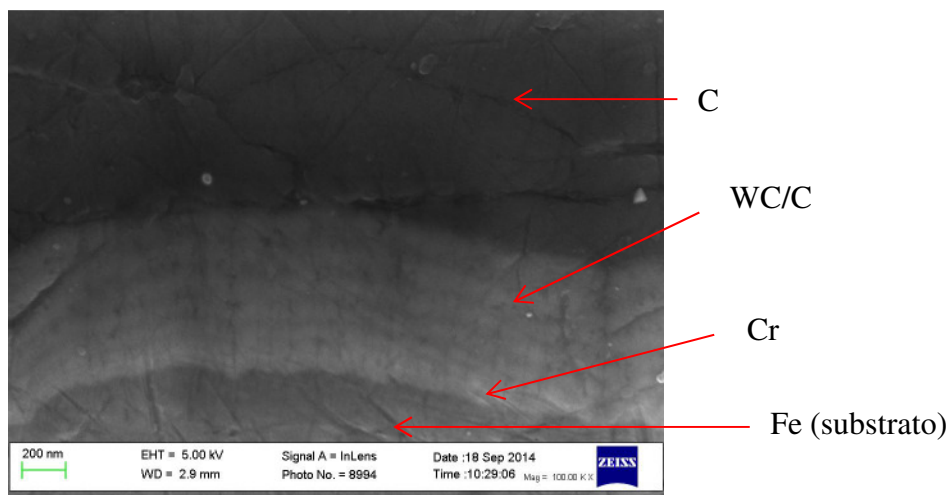 C
WC/C
Cr
Fe (substrato)
200 nm EHT = 5.00 kV Signal A = InLens Date :18 Sep 2014
WD = 2.9 mm Photo No. = 8994 Time :10:29:06 Mag = 100.00 K X
ZEISS